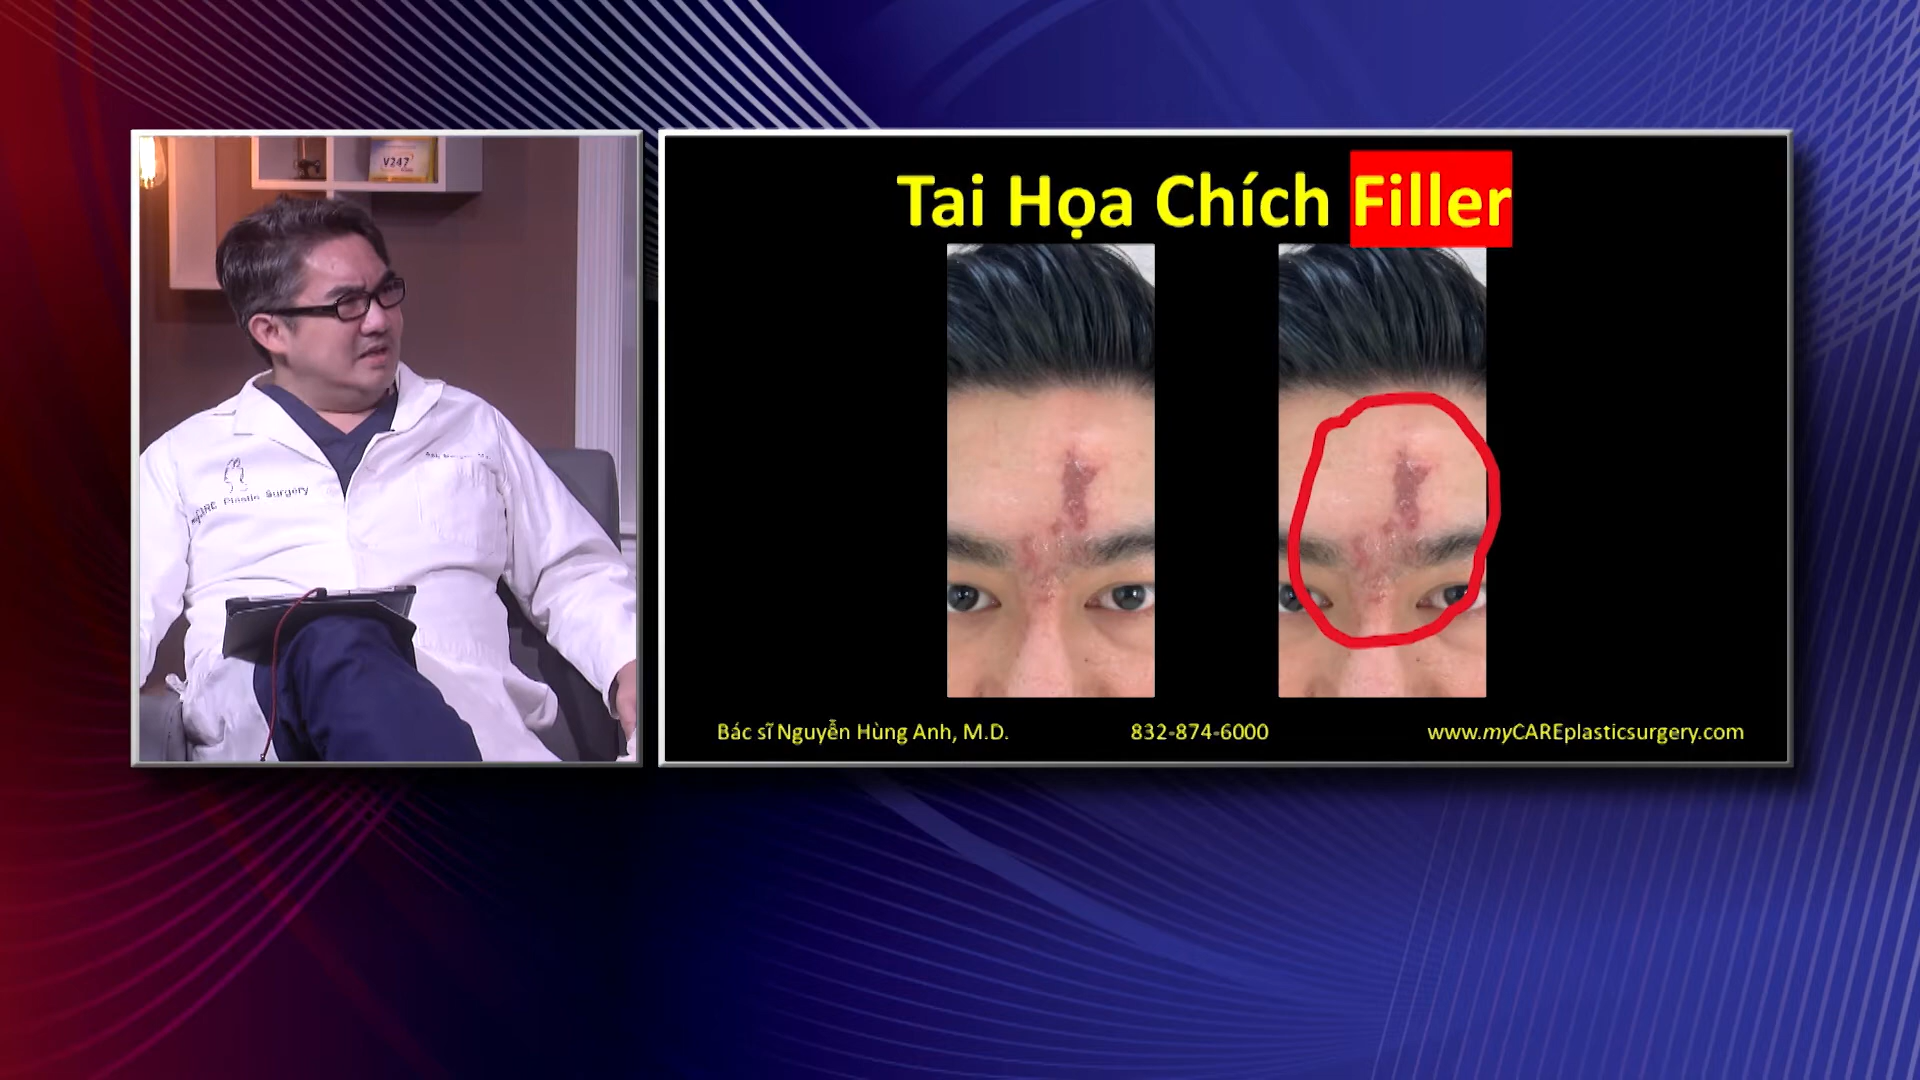 V247
myCARE Plastic Surgery
Tai Họa Chích Filler
Bác sĩ Nguyễn Hùng Anh, M.D.
832-874-6000
www.myCAREplasticsurgery.com